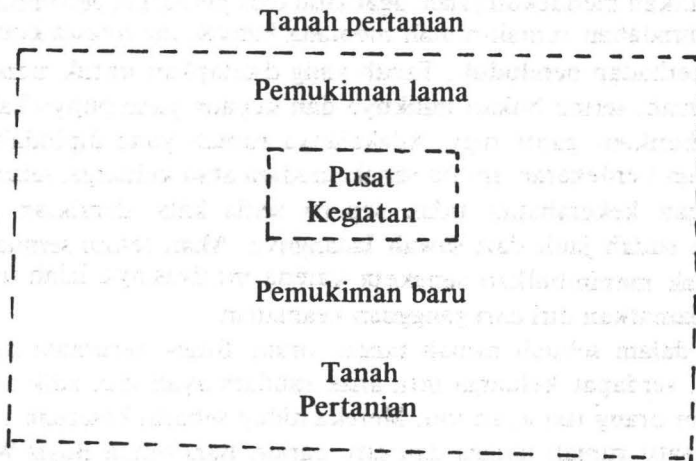 Tanah pertanian
Pemukiman lama
Pusat
Kegiatan
Pemukiman baru
Tanah
Pertanian